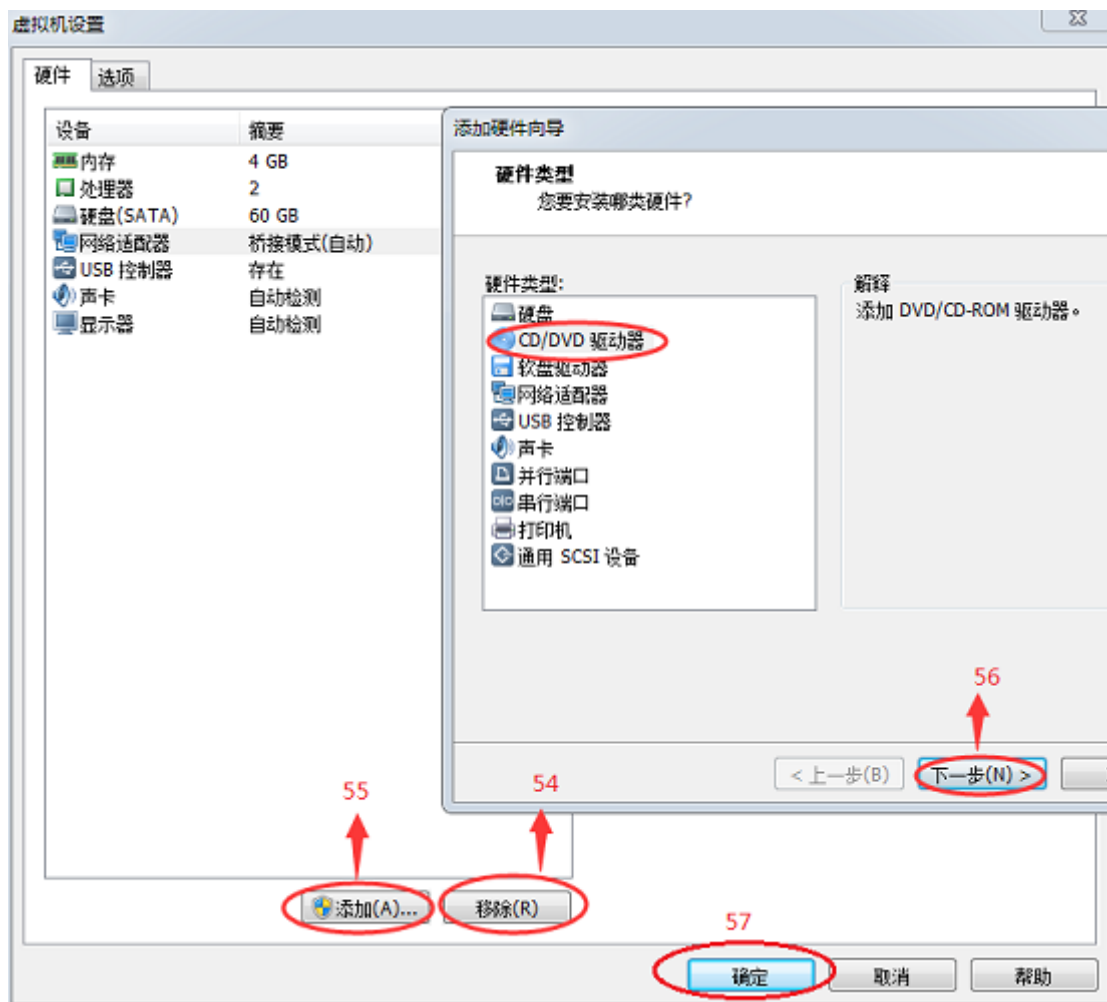 虚拟机设置
硬件 选项
设备 摘要
内存 4 GB
处理器 2
硬盘(SATA) 60 GB
网络适配器 桥接模式(自动)
USB 控制器 存在
声卡 自动检测
显示器 自动检测
添加硬件向导
硬件类型
您要安装哪类硬件?
硬件类型:
硬盘
CD/DVD 驱动器
软盘驱动器
网络适配器
USB 控制器
声卡
并行端口
串行端口
打印机
通用 SCSI 设备
解释
添加 DVD/CD-ROM 驱动器。
56
< 上一步(B) 下一步(N) >
55 54
添加(A)... 移除(R)
57
确定 取消 帮助